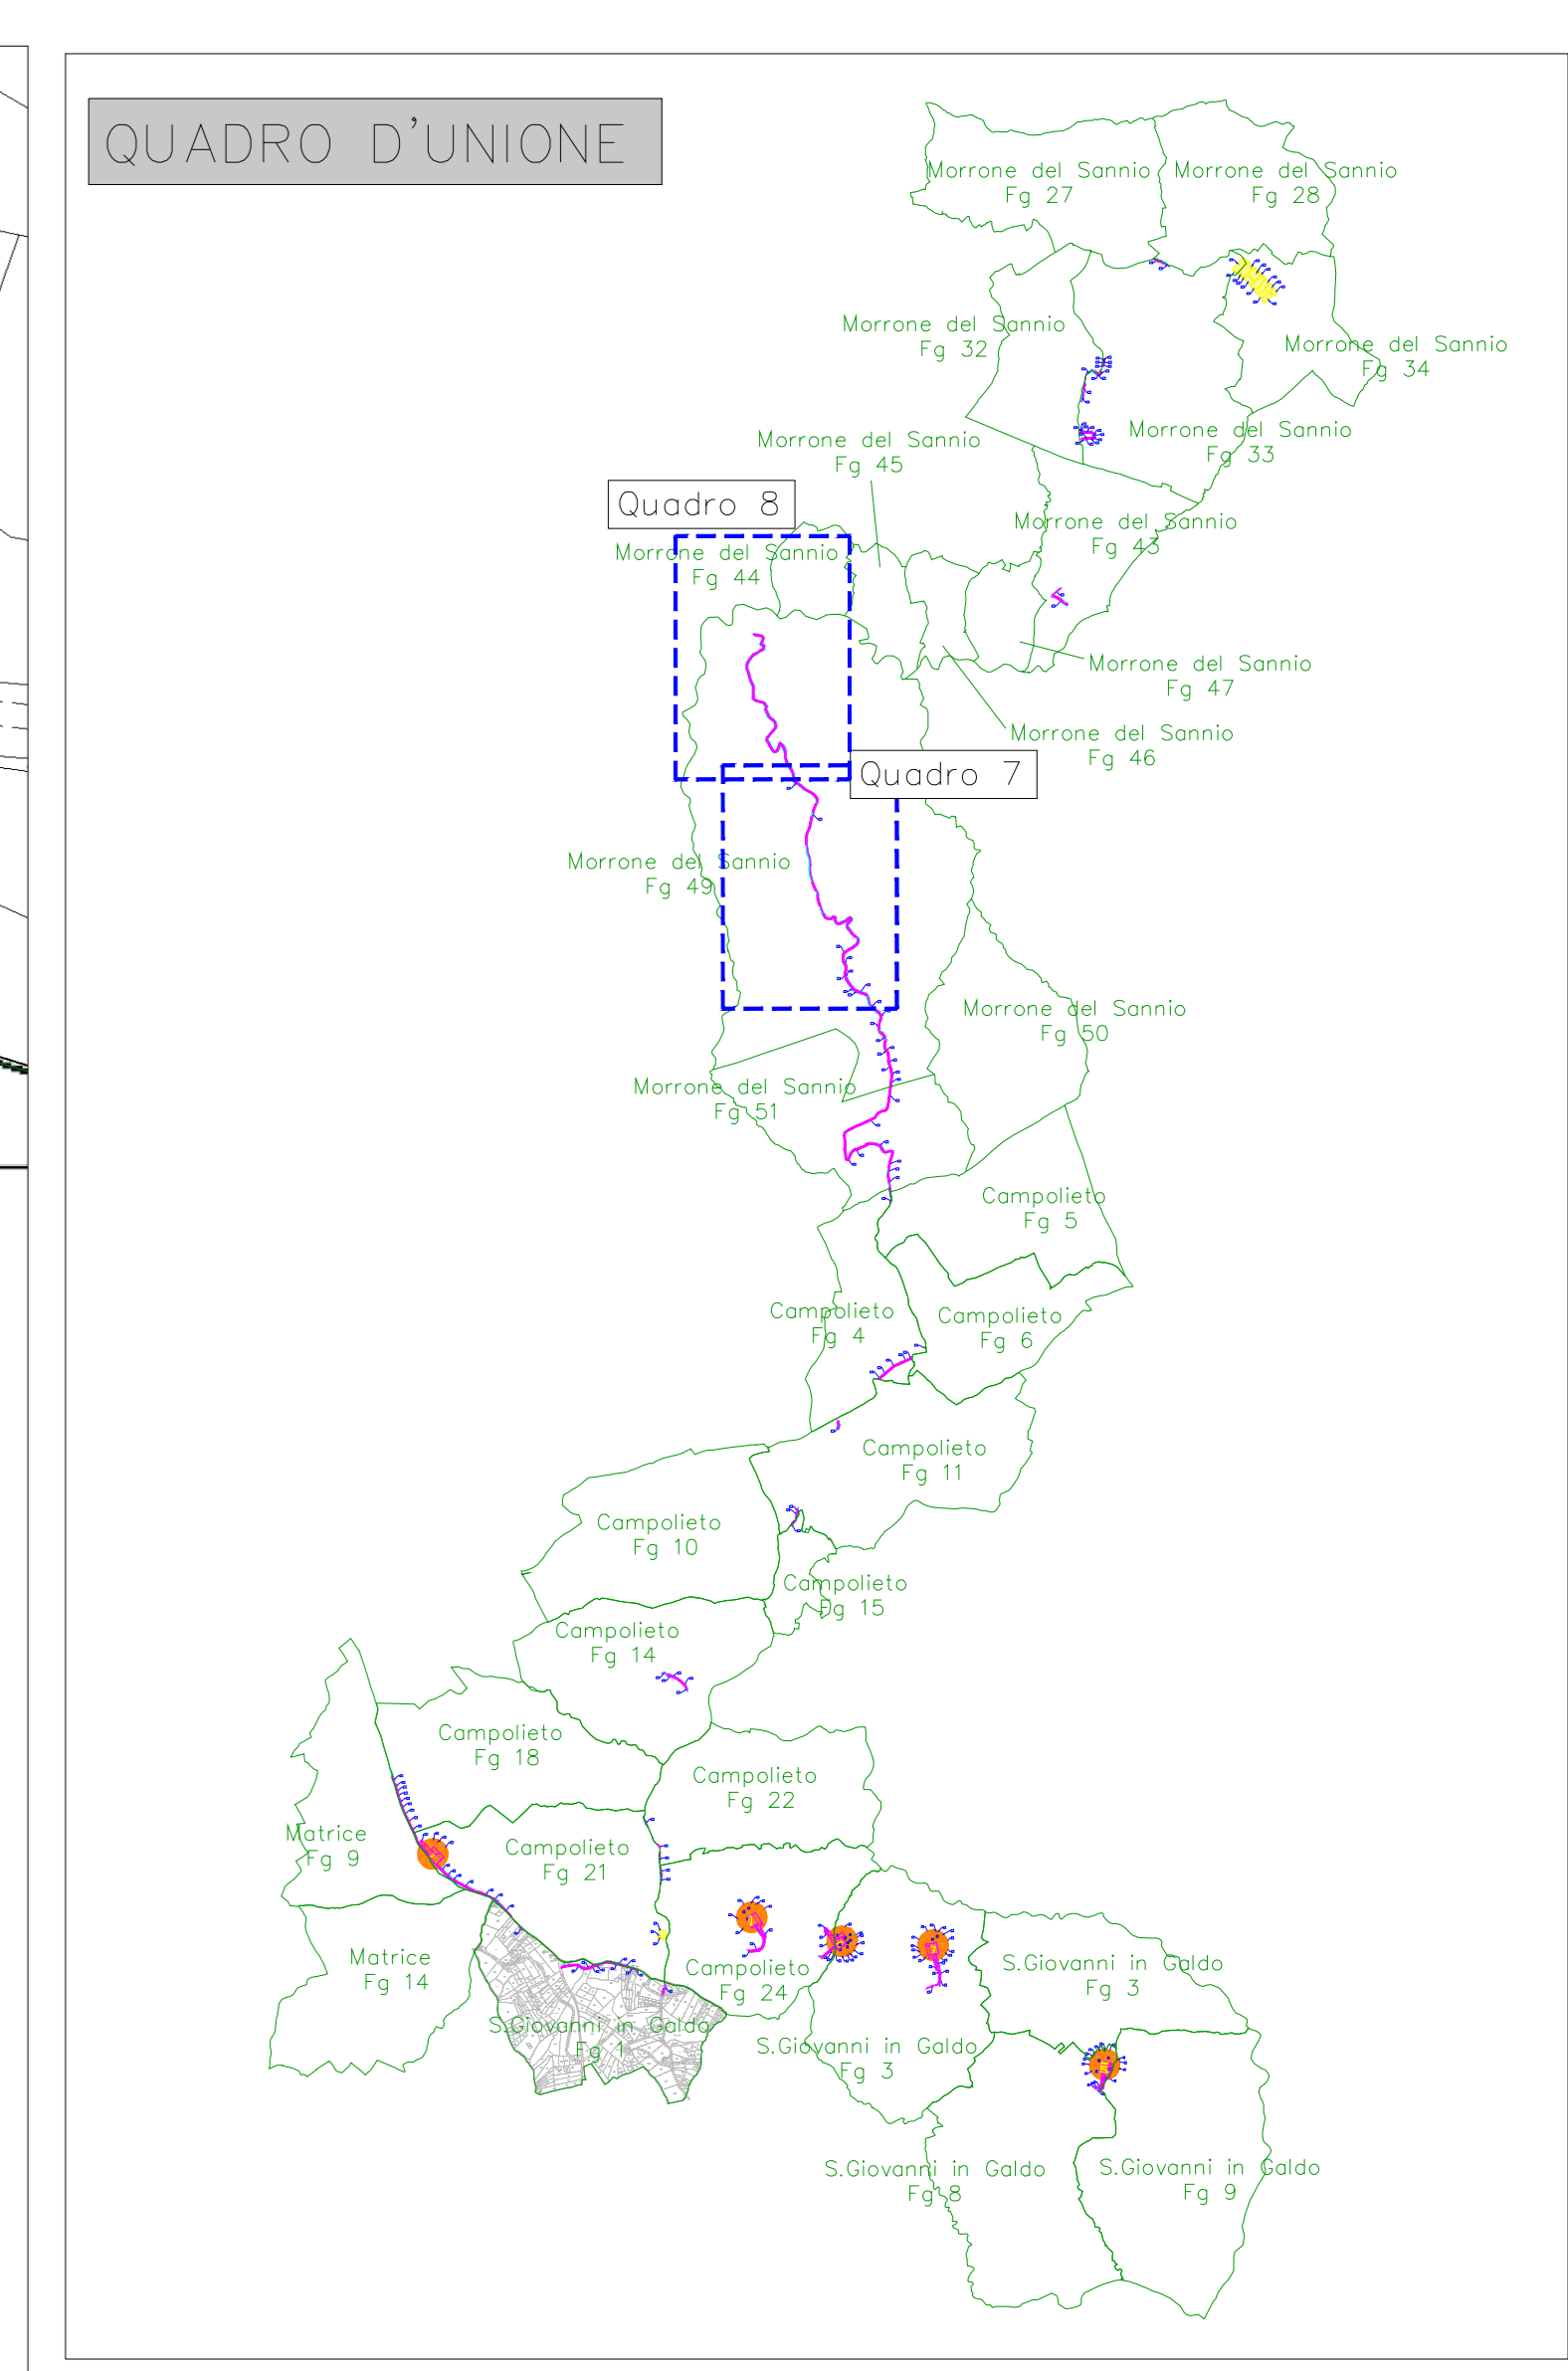 QUADRO D'UNIONE
Morrone del Sannio
Fg 27
Morrone del Sannio
Fg 28
Morrone del Sannio
Fg 32
Morrone del Sannio
Fg 34
Morrone del Sannio
Fg 33
Morrone del Sannio
Fg 45
Quadro 8
Morrone del Sannio
Fg 43
Morrone del Sannio
Fg 44
Morrone del Sannio
Fg 47
Morrone del Sannio
Fg 46
Quadro 7
Morrone del Sannio
Fg 49
Morrone del Sannio
Fg 50
Morrone del Sannio
Fg 51
Campolieto
Fg 5
Campolieto
Fg 4
Campolieto
Fg 6
Campolieto
Fg 11
Campolieto
Fg 10
Campolieto
Fg 15
Campolieto
Fg 14
Campolieto
Fg 18
Campolieto
Fg 22
Matrice
Fg 9
Campolieto
Fg 21
Matrice
Fg 14
Campolieto
Fg 24
S.Giovanni in Galdo
Fg 3
S.Giovanni in Galdo
Fg 1
S.Giovanni in Galdo
Fg 3
S.Giovanni in Galdo
Fg 8
S.Giovanni in Galdo
Fg 9